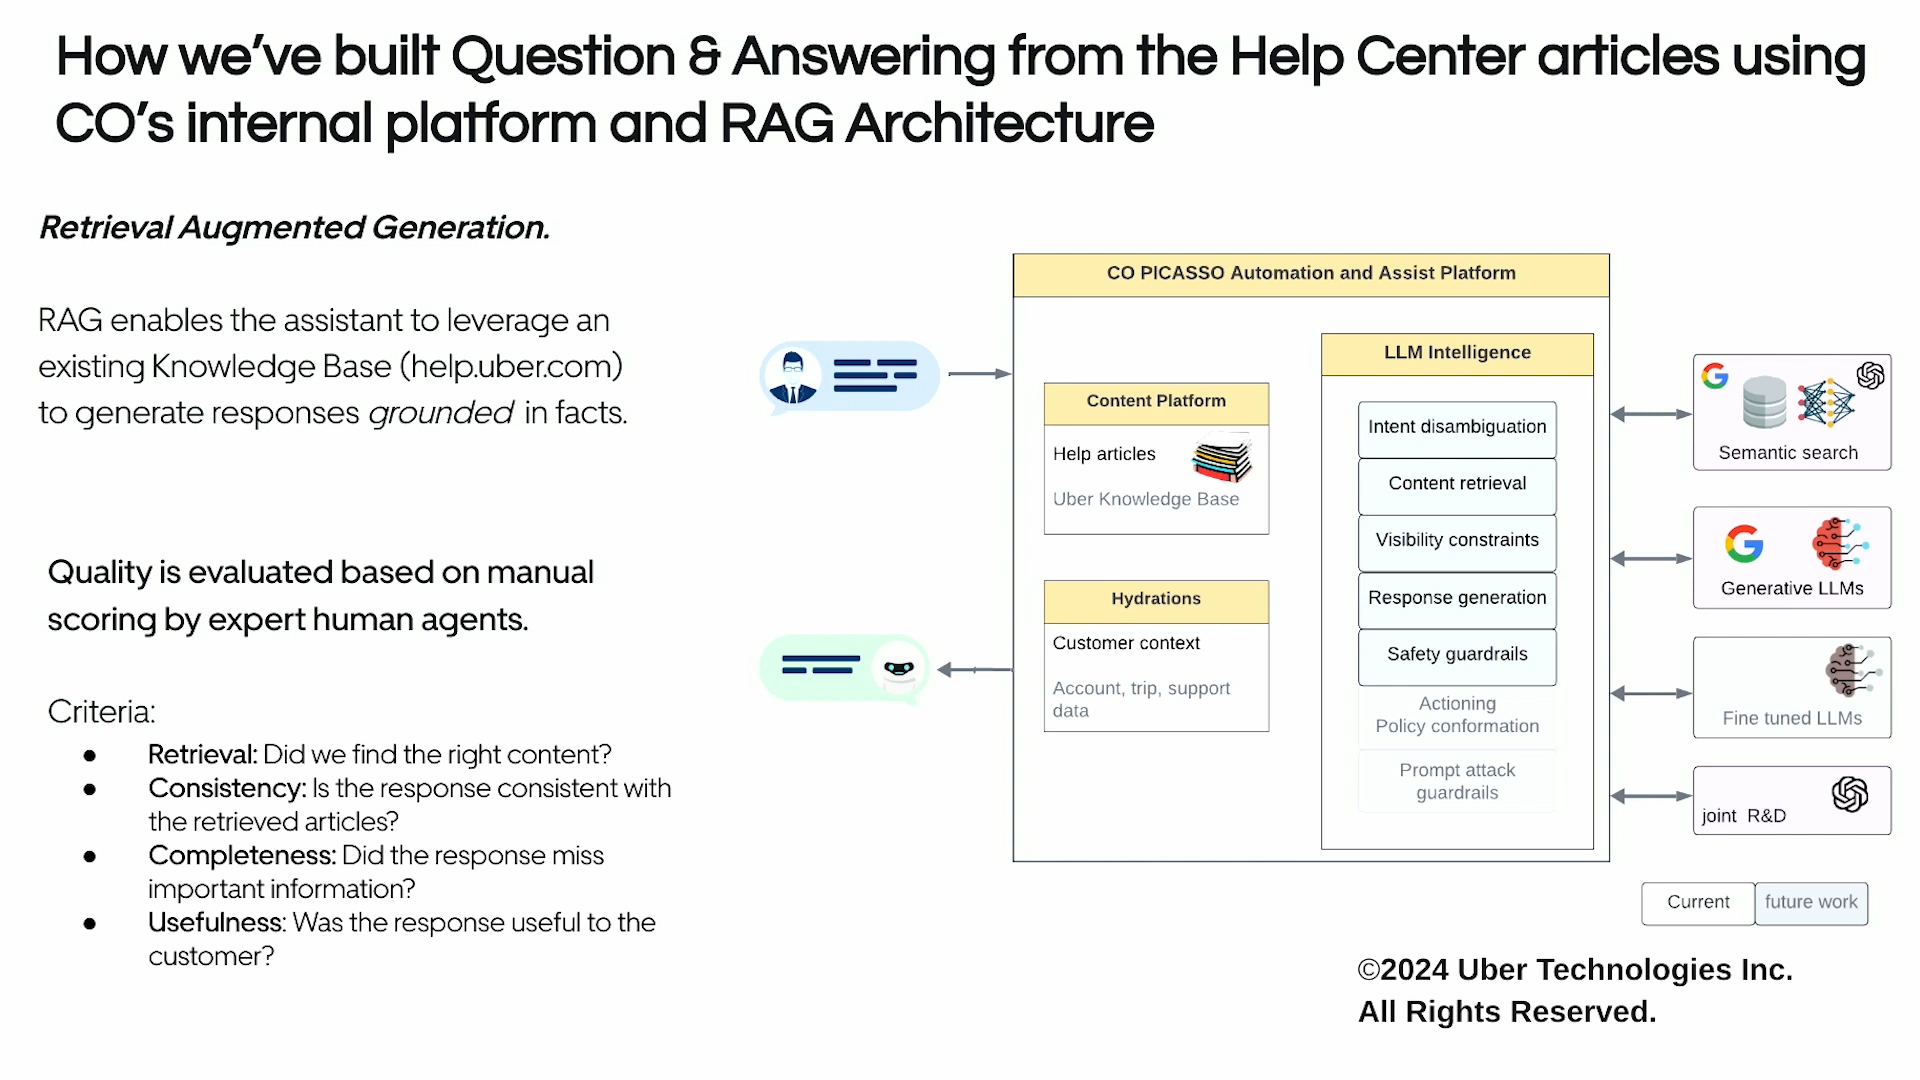 How we've built Question & Answering from the Help Center articles using
CO's internal platform and RAG Architecture
Retrieval Augmented Generation.
RAG enables the assistant to leverage an
existing Knowledge Base (help.uber.com)
to generate responses grounded in facts.
Quality is evaluated based on manual
scoring by expert human agents.
Criteria:
● Retrieval: Did we find the right content?
● Consistency: Is the response consistent with
the retrieved articles?
● Completeness: Did the response miss
important information?
● Usefulness: Was the response useful to the
customer?
CO PICASSO Automation and Assist Platform
Content Platform
Help articles
Uber Knowledge Base
Hydrations
Customer context
Account, trip, support
data
LLM Intelligence
Intent disambiguation
Content retrieval
Visibility constraints
Response generation
Safety guardrails
Actioning
Policy conformation
Prompt attack
guardrails
Semantic search
Generative LLMs
Fine tuned LLMs
joint R&D
Current
future work
©2024 Uber Technologies Inc.
All Rights Reserved.